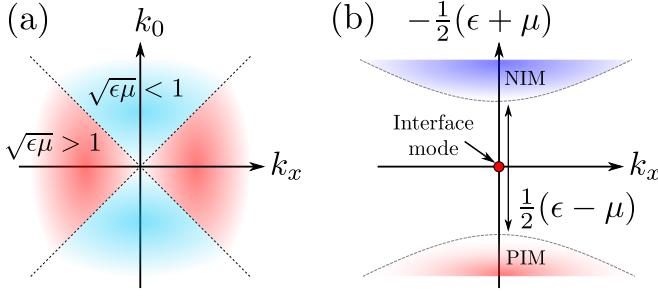 (a)
k₀
√ϵμ < 1
√ϵμ > 1
kₓ
(b)
−½(ϵ + μ)
NIM
Interface
mode
kₓ
½(ϵ − μ)
PIM